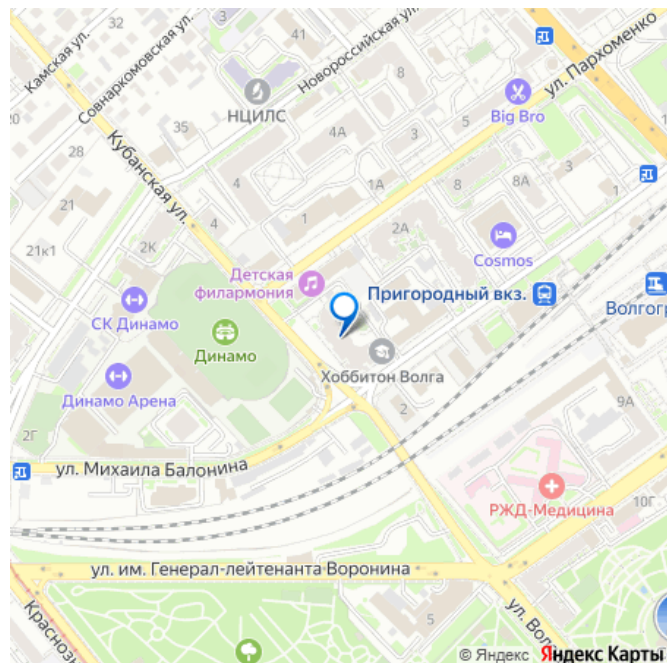 Камская ул.
Совнаркомовская ул.
Новороссийская ул.
8
ул. Пархоменко
20
35
НЦИЛС
4А
3
5
Big Bro
28
Кубанская ул.
4
1А
8
8А
3
1
21
4
1
2А
21к1
2К
Cosmos
Детская
филармония
Пригородный вкз.
СК Динамо
Волгогр
Динамо
Хоббитон Волга
Динамо Арена
2
9А
2Г
ул. Михаила Балонина
РЖД-Медицина
10Г
ул. им. Генерал-лейтенанта Воронина
Краснозн
5
ул. Вол
© Яндекс Яндекс Карты